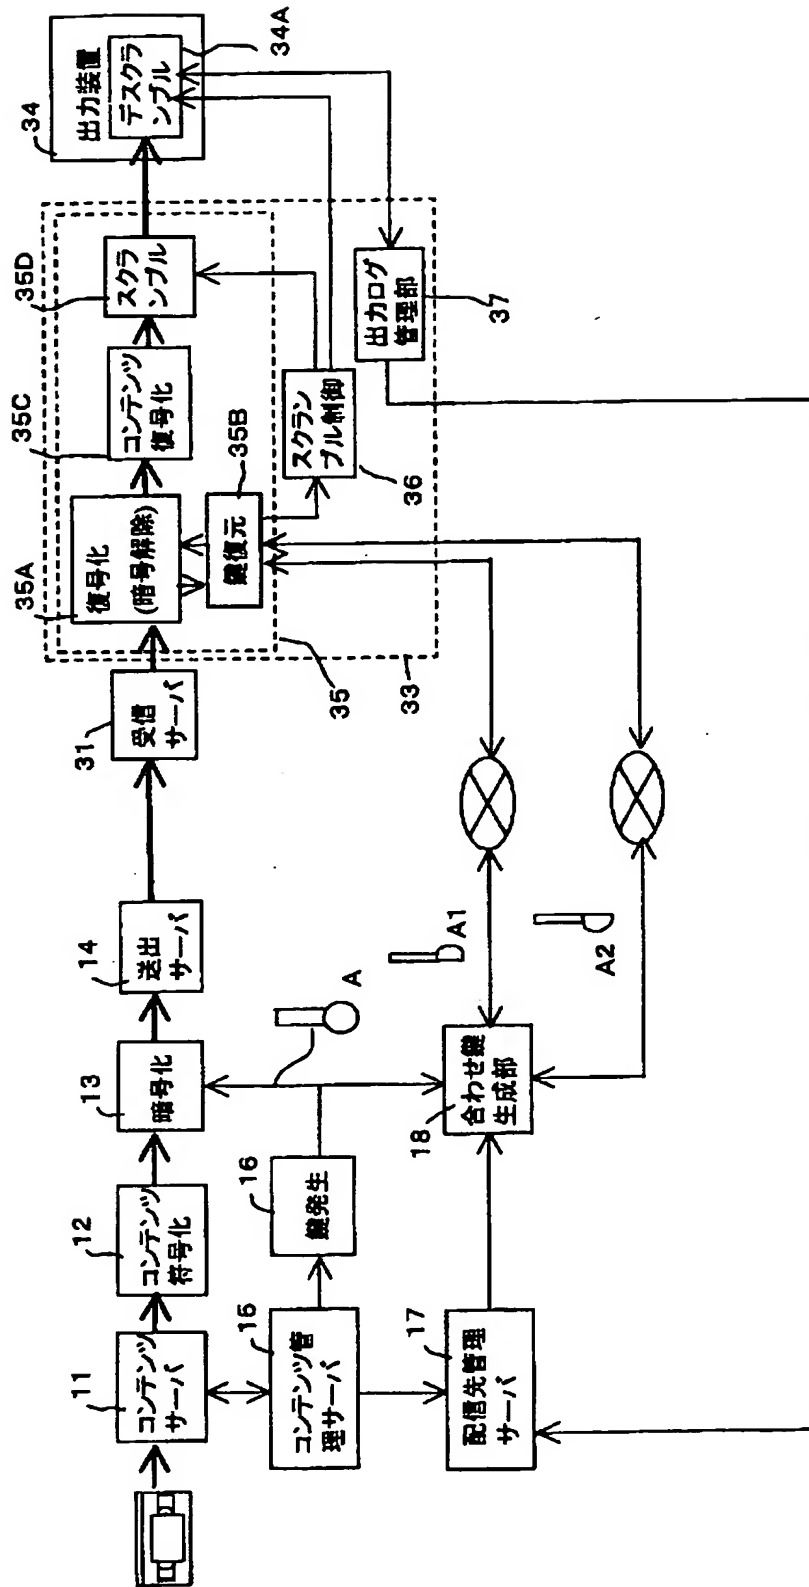 11
コンテンツ
サーバ
12
コンテンツ
符号化
13
暗号化
14
送出
サーバ
31
受信
サーバ
35A
復号化
(暗号解除)
35C
コンテンツ
復号化
35D
スクラ
ンブル
34
出力装置
デスクラ
ンブル
34A
15
コンテンツ管
理サーバ
16
鍵発生
A
35B
鍵復元
35
33
スクラン
ブル制御
36
出力ログ
管理部
37
17
配信先管理
サーバ
18
合わせ鍵
生成部
A1
A2